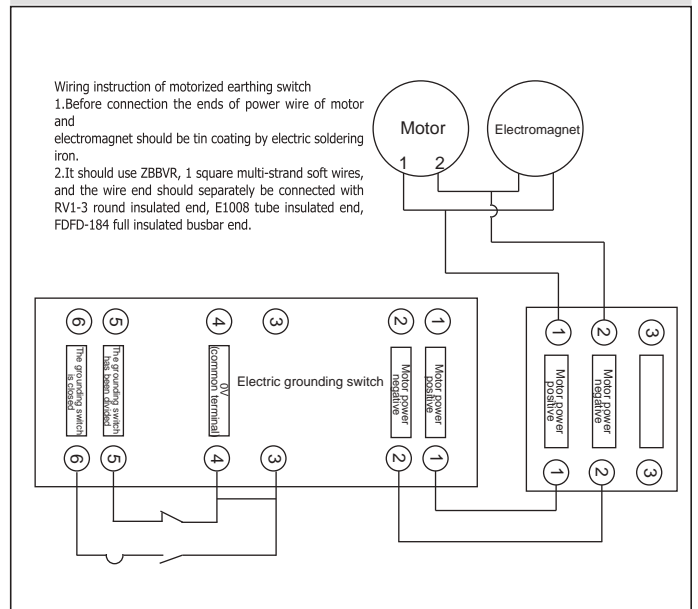 Wiring instruction of motorized earthing switch
1.Before connection the ends of power wire of motor
and
electromagnet should be tin coating by electric soldering
iron.
2.It should use ZBBVR, 1 square multi-strand soft wires,
and the wire end should separately be connected with
RV1-3 round insulated end, E1008 tube insulated end,
FDFD-184 full insulated busbar end.
Motor
1 2
Electromagnet
6 5 4 3 2 1
The grounding switch
is closed
The grounding switch
has been divided
0V
(common terminal)
Electric grounding switch
Motor power
negative
Motor power
positive
6 5 4 3 2 1
1 2 3
Motor power
positive
Motor power
negative
1 2 3